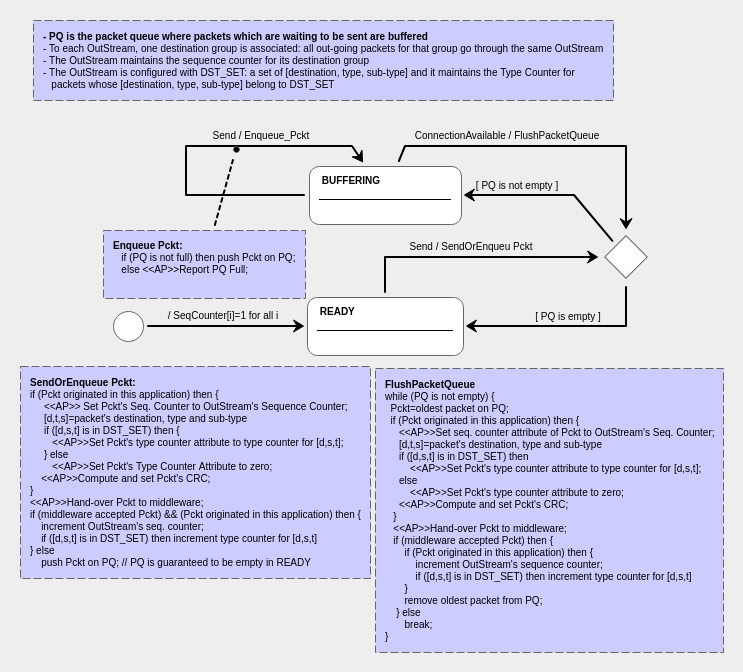 - PQ is the packet queue where packets which are waiting to be sent are buffered
- To each OutStream, one destination group is associated: all out-going packets for that group go through the same OutStream
- The OutStream maintains the sequence counter for its destination group
- The OutStream is configured with DST_SET: a set of [destination, type, sub-type] and it maintains the Type Counter for
packets whose [destination, type, sub-type] belong to DST_SET
Send / Enqueue_Pckt
ConnectionAvailable / FlushPacketQueue
BUFFERING
[ PQ is not empty ]
Enqueue Pckt:
if (PQ is not full) then push Pckt on PQ;
else <<AP>>Report PQ Full;
Send / SendOrEnqueu Pckt
/ SeqCounter[i]=1 for all i
READY
[ PQ is empty ]
SendOrEnqueue Pckt:
if (Pckt originated in this application) then {
<<AP>> Set Pckt's Seq. Counter to OutStream's Sequence Counter;
[d,t,s]=packet's destination, type and sub-type
if ([d,s,t] is in DST_SET) then {
<<AP>>Set Pckt's type counter attribute to type counter for [d,s,t];
} else
<<AP>>Set Pckt's Type Counter Attribute to zero;
<<AP>>Compute and set Pckt's CRC;
}
<<AP>>Hand-over Pckt to middleware;
if (middleware accepted Pckt) && (Pckt originated in this application) then {
increment OutStream's seq. counter;
if ([d,s,t] is in DST_SET) then increment type counter for [d,s,t]
} else
push Pckt on PQ; // PQ is guaranteed to be empty in READY
FlushPacketQueue
while (PQ is not empty) {
Pckt=oldest packet on PQ;
if (Pckt originated in this application) then {
<<AP>>Set seq. counter attribute of Pckt to OutStream's Seq. Counter;
[d,t,s]=packet's destination, type and sub-type
if ([d,s,t] is in DST_SET) then
<<AP>>Set Pckt's type counter attribute to type counter for [d,s,t];
else
<<AP>>Set Pckt's type counter attribute to zero;
<<AP>>Compute and set Pckt's CRC;
}
<<AP>>Hand-over Pckt to middleware;
if (middleware accepted Pckt) then {
if (Pckt originated in this application) then {
increment OutStream's sequence counter;
if ([d,s,t] is in DST_SET) then increment type counter for [d,s,t]
}
remove oldest packet from PQ;
} else
break;
}